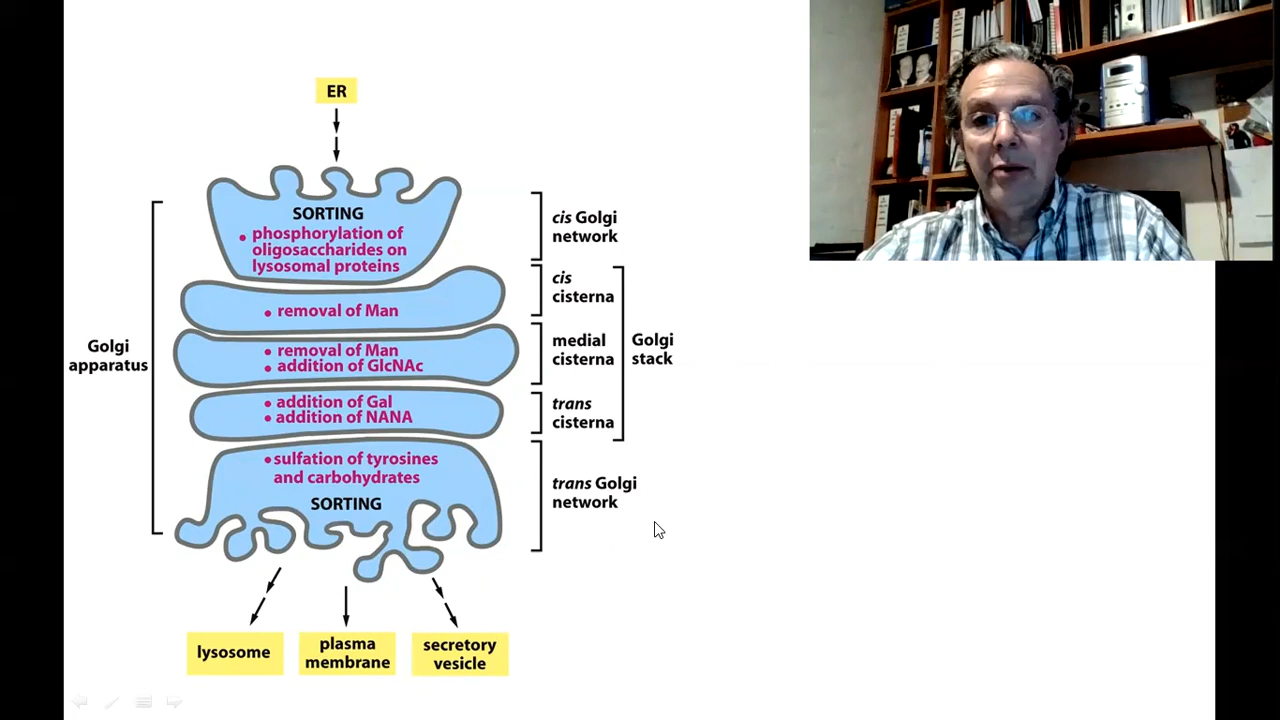 ER
SORTING
• phosphorylation of
oligosaccharides on
lysosomal proteins
• removal of Man
• removal of Man
• addition of GlcNAc
• addition of Gal
• addition of NANA
• sulfation of tyrosines
and carbohydrates
SORTING
Golgi
apparatus
cis Golgi
network
cis
cisterna
medial
cisterna
trans
cisterna
Golgi
stack
trans Golgi
network
lysosome
plasma
membrane
secretory
vesicle